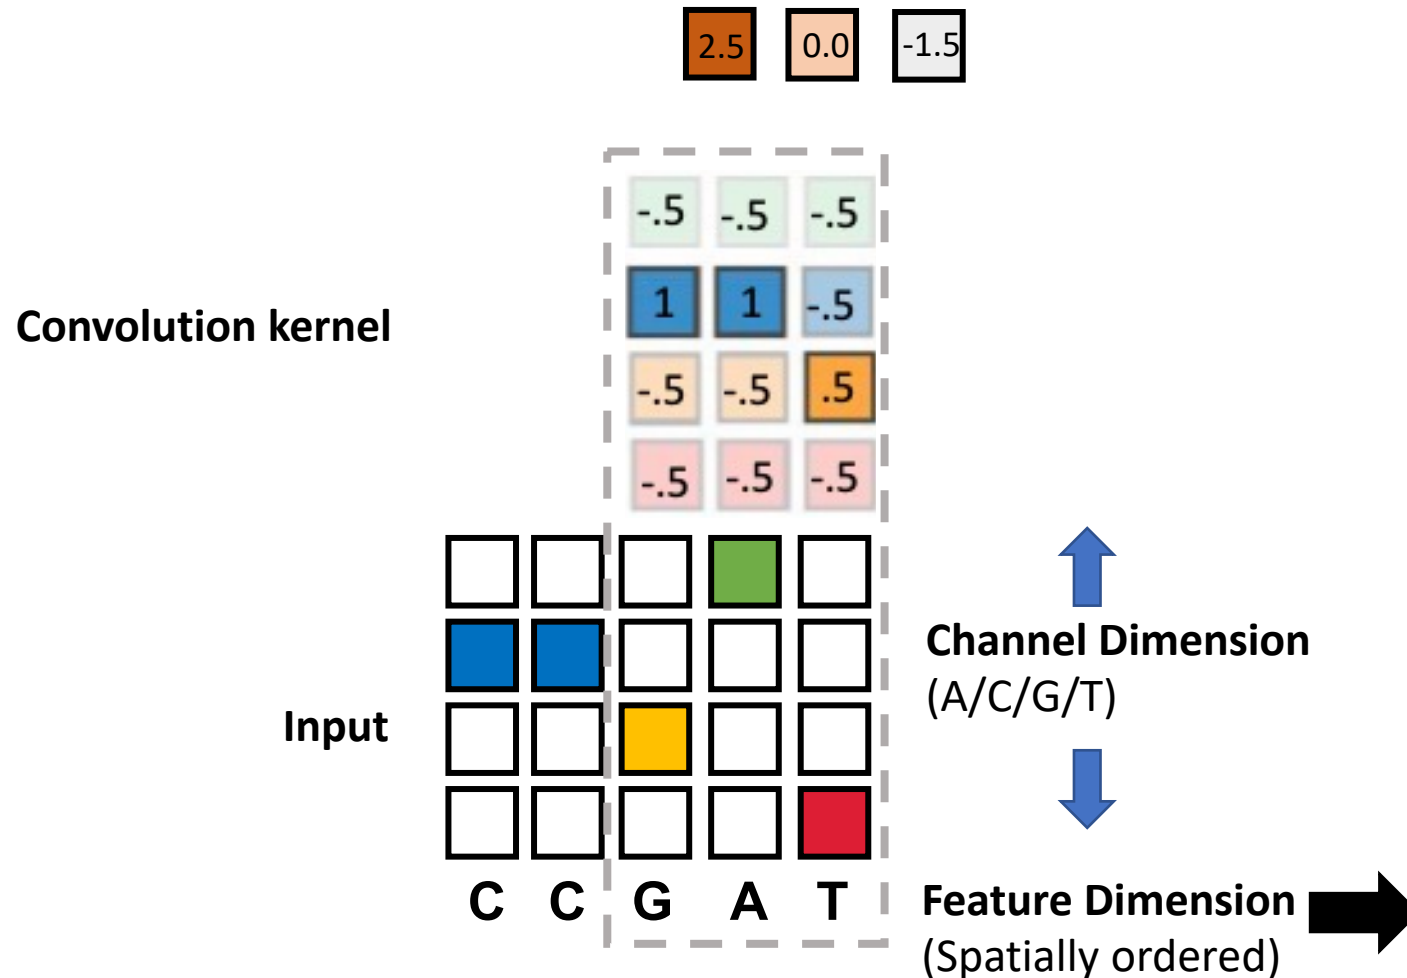 2.5 0.0 -1.5
-.5 -.5 -.5
Convolution kernel
1 1 -.5
-.5 -.5 .5
-.5 -.5 -.5
Channel Dimension
(A/C/G/T)
Input
C C G A T
Feature Dimension
(Spatially ordered)